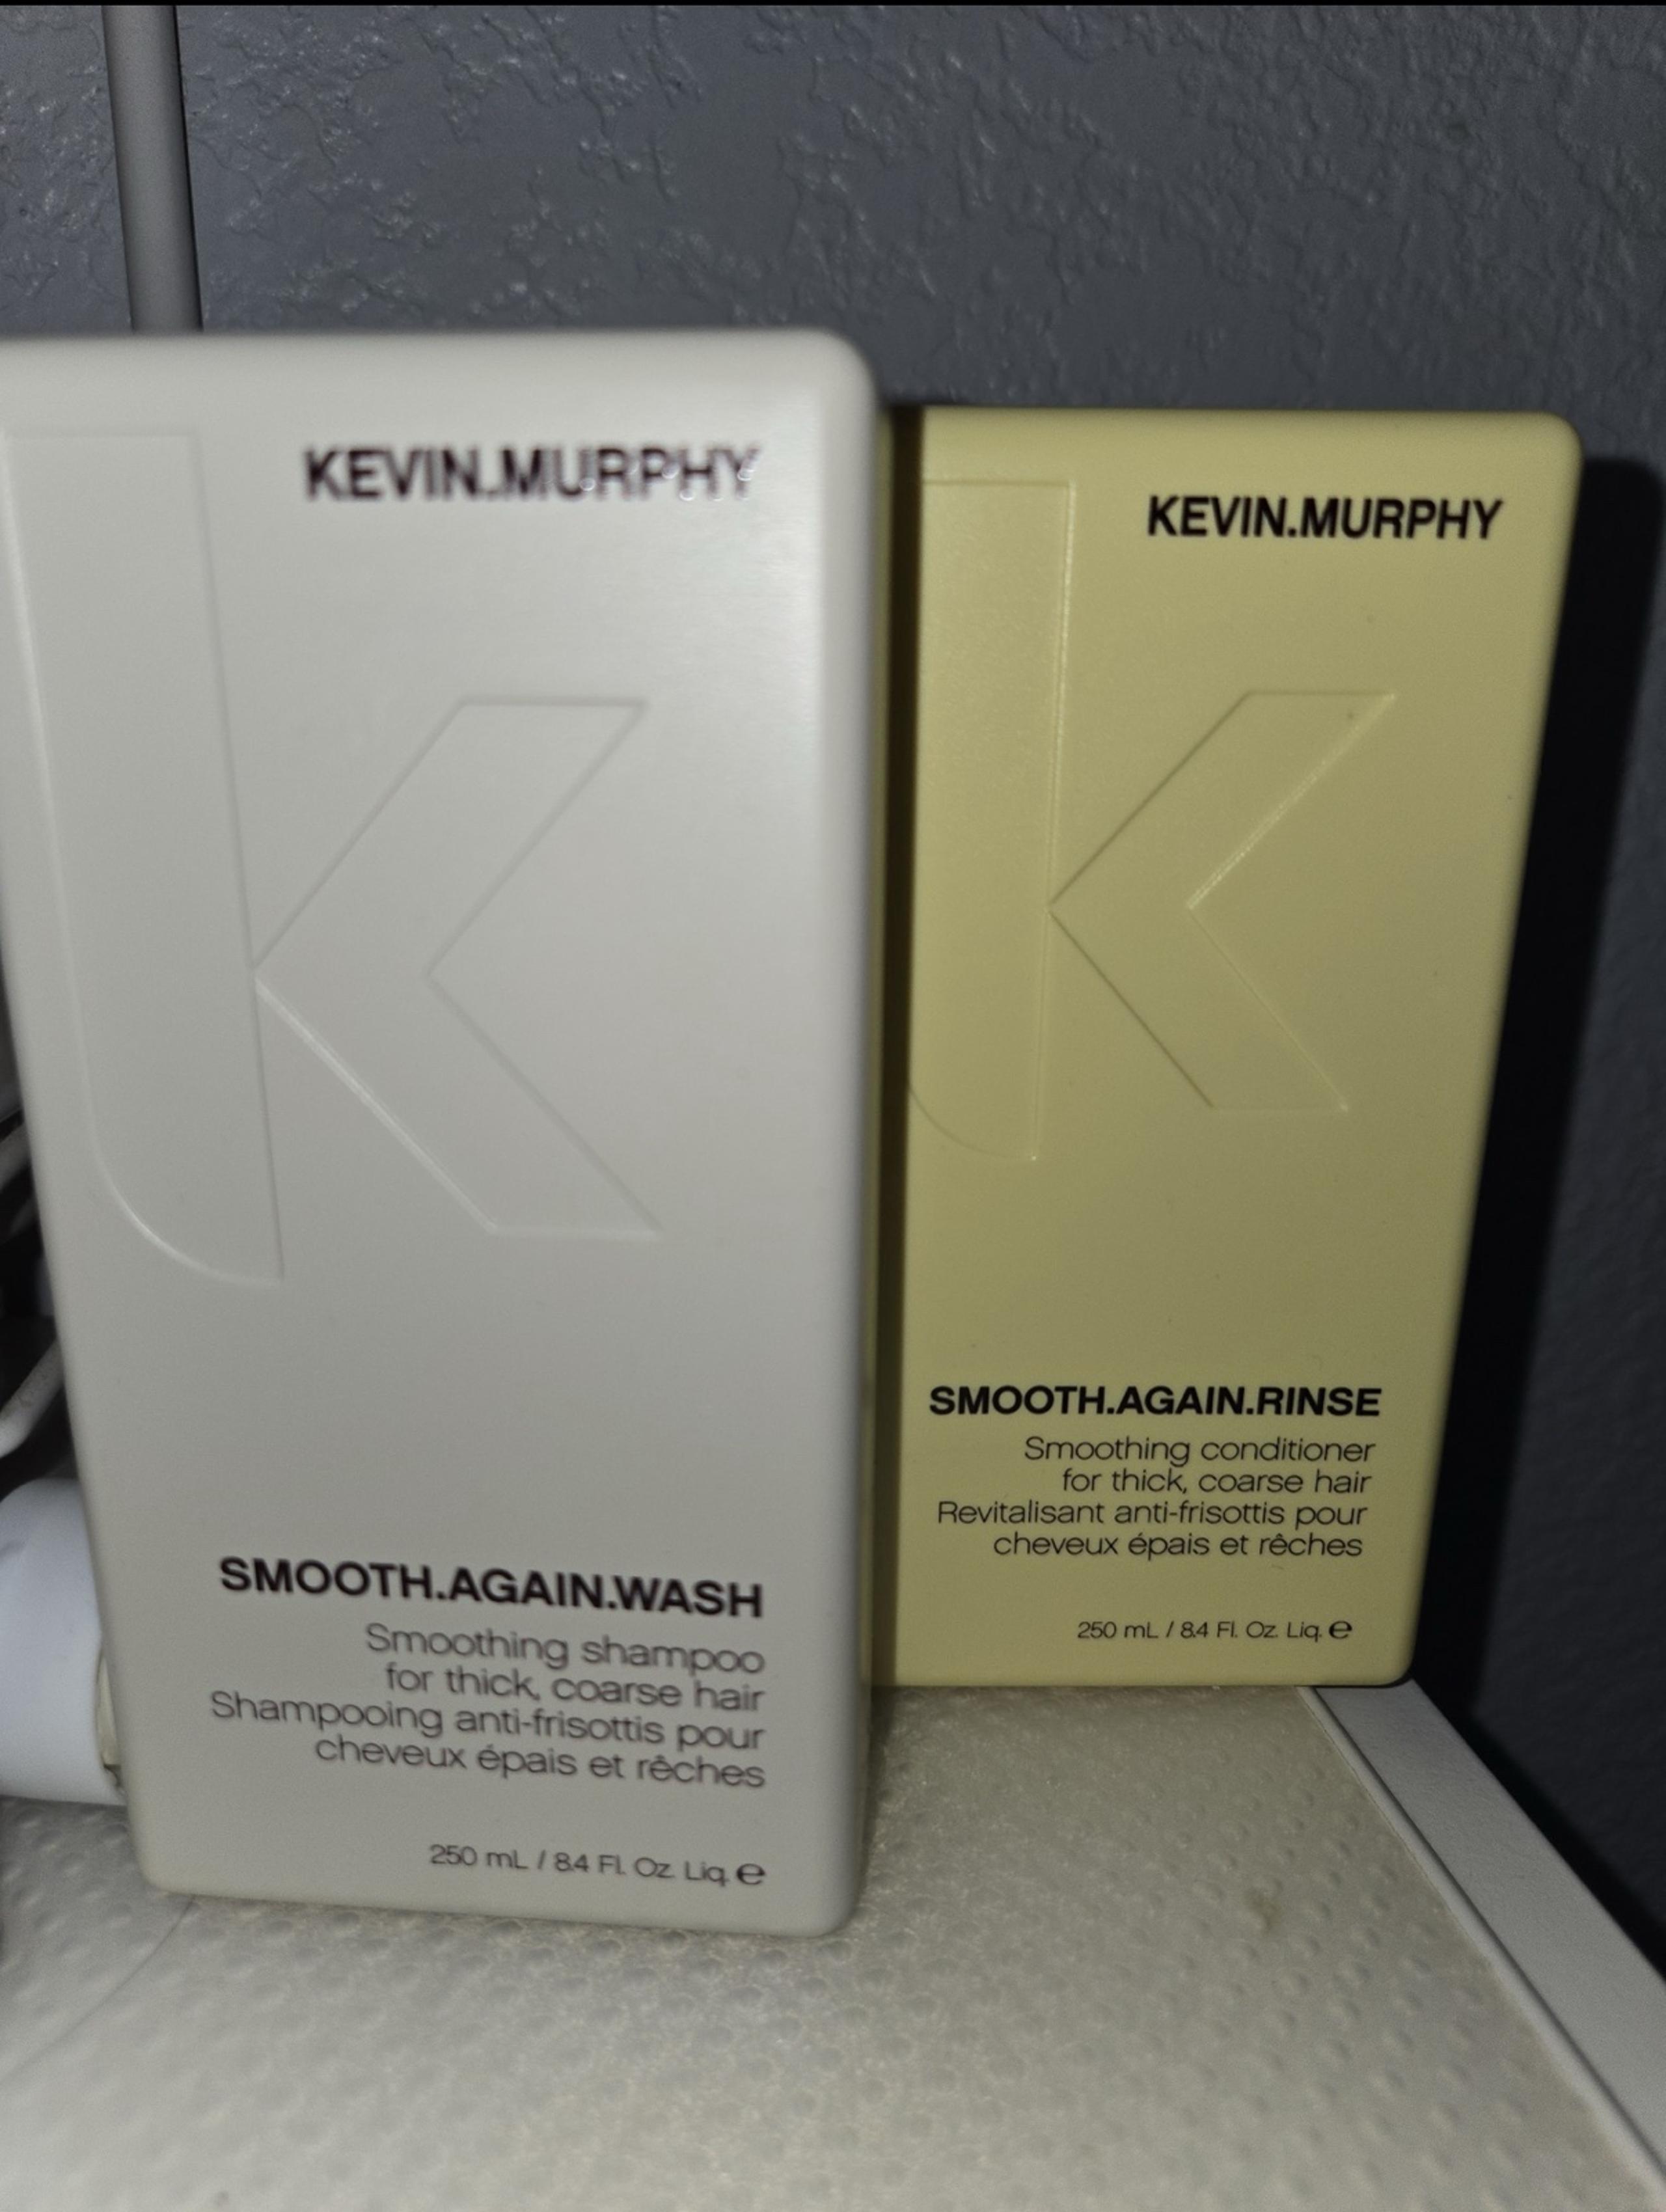 KEVIN.MURPHY
SMOOTH.AGAIN.WASH
Smoothing shampoo
for thick, coarse hair
Shampooing anti-frisottis pour
cheveux épais et rêches
250 mL / 8.4 Fl. Oz. Liq. e
KEVIN.MURPHY
SMOOTH.AGAIN.RINSE
Smoothing conditioner
for thick, coarse hair
Revitalisant anti-frisottis pour
cheveux épais et rêches
250 mL / 8.4 Fl. Oz. Liq. e